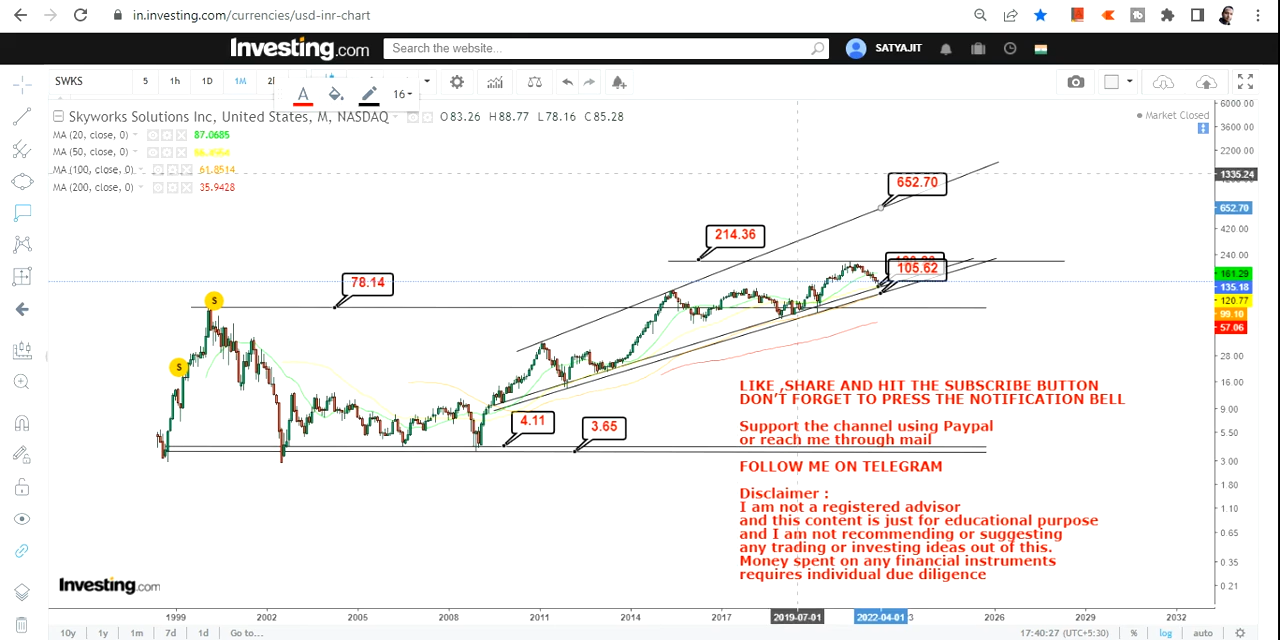 in.investing.com/currencies/usd-inr-chart
Investing.com
Search the website...
SATYAJIT
SWKS
5
1h
1D
1M
A
16
Skyworks Solutions Inc, United States, M, NASDAQ
O83.26 H88.77 L78.16 C85.28
Market Closed
MA (20, close, 0)
87.0685
MA (50, close, 0)
MA (100, close, 0)
61.8514
MA (200, close, 0)
35.9428
6000.00
3600.00
2200.00
1335.24
652.70
420.00
240.00
161.29
135.18
120.77
99.10
57.06
28.00
16.00
9.00
5.50
3.00
1.80
1.10
0.65
0.35
0.21
652.70
214.36
105.62
78.14
S
S
4.11
3.65
LIKE ,SHARE AND HIT THE SUBSCRIBE BUTTON
DON'T FORGET TO PRESS THE NOTIFICATION BELL
Support the channel using Paypal
or reach me through mail
FOLLOW ME ON TELEGRAM
Disclaimer :
I am not a registered advisor
and this content is just for educational purpose
and I am not recommending or suggesting
any trading or investing ideas out of this.
Money spent on any financial instruments
requires individual due diligence
Investing.com
1999
2002
2005
2008
2011
2014
2017
2019-07-01
2022-04-01
2026
2029
2032
10y
1y
1m
7d
1d
Go to...
17:40:27 (UTC+5:30)
%
log
auto